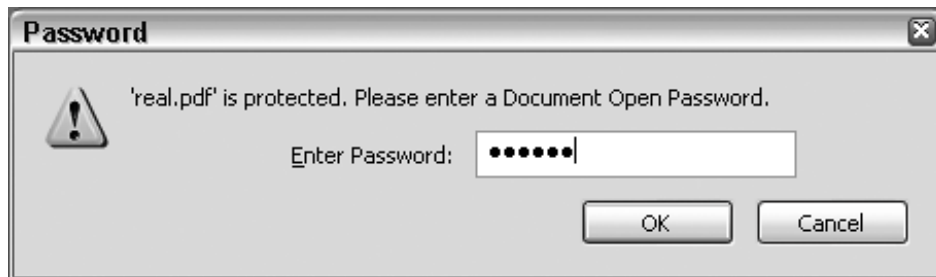 Password
'real.pdf' is protected. Please enter a Document Open Password.
Enter Password: ●●●●●●
OK Cancel